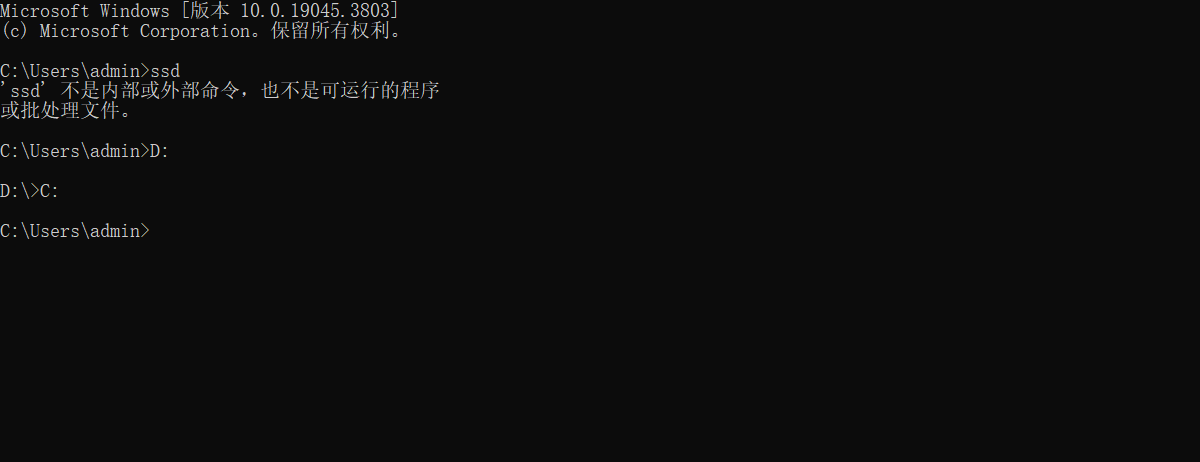 Microsoft Windows [版本 10.0.19045.3803]
(c) Microsoft Corporation。保留所有权利。
C:\Users\admin>ssd
'ssd' 不是内部或外部命令，也不是可运行的程序
或批处理文件。
C:\Users\admin>D:
D:\>C:
C:\Users\admin>